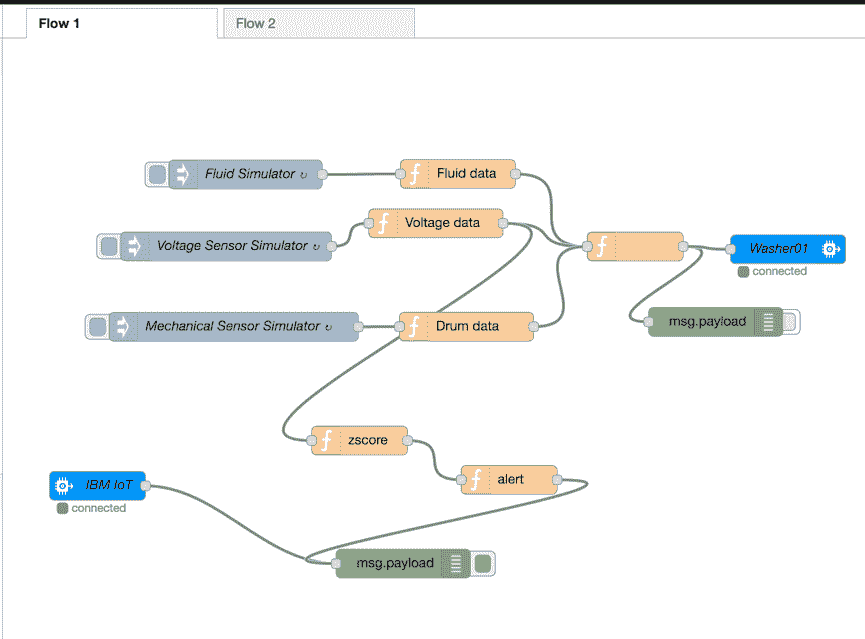 Flow 1
Flow 2
Fluid Simulator ↻
Fluid data
Voltage data
Voltage Sensor Simulator ↻
Washer01
connected
Mechanical Sensor Simulator ↻
Drum data
msg.payload
zscore
alert
IBM IoT
connected
msg.payload